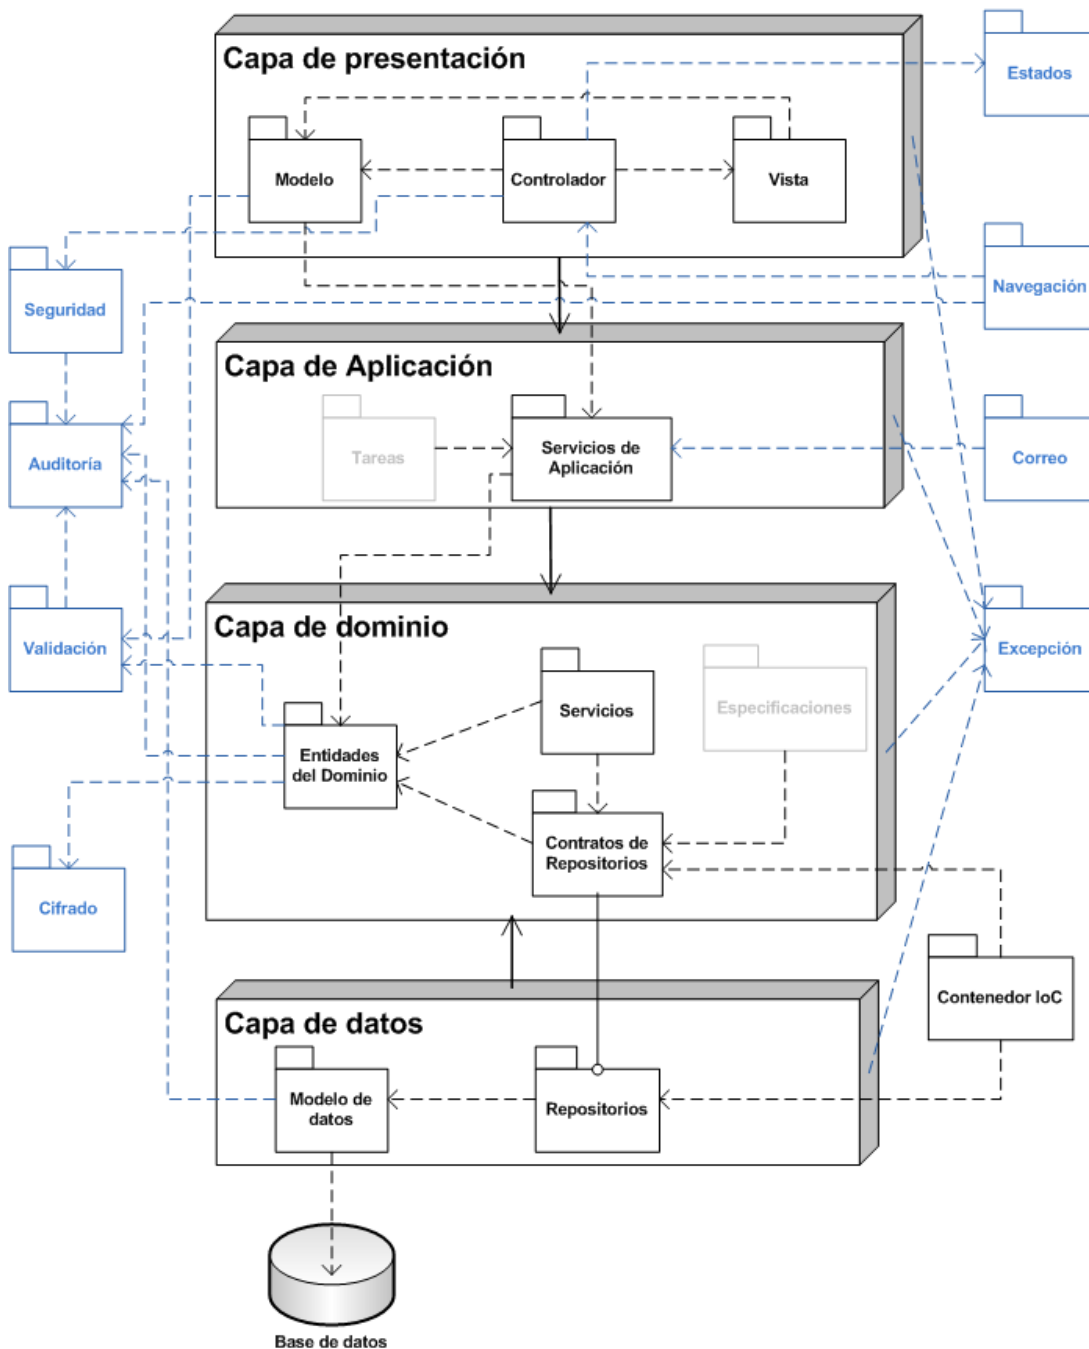 Capa de presentación
Estados
Modelo
Controlador
Vista
Seguridad
Navegación
Capa de Aplicación
Tareas
Servicios de
Aplicación
Auditoría
Correo
Capa de dominio
Validación
Servicios
Especificaciones
Excepción
Entidades
del Dominio
Contratos de
Repositorios
Cifrado
Contenedor IoC
Capa de datos
Modelo de
datos
Repositorios
Base de datos